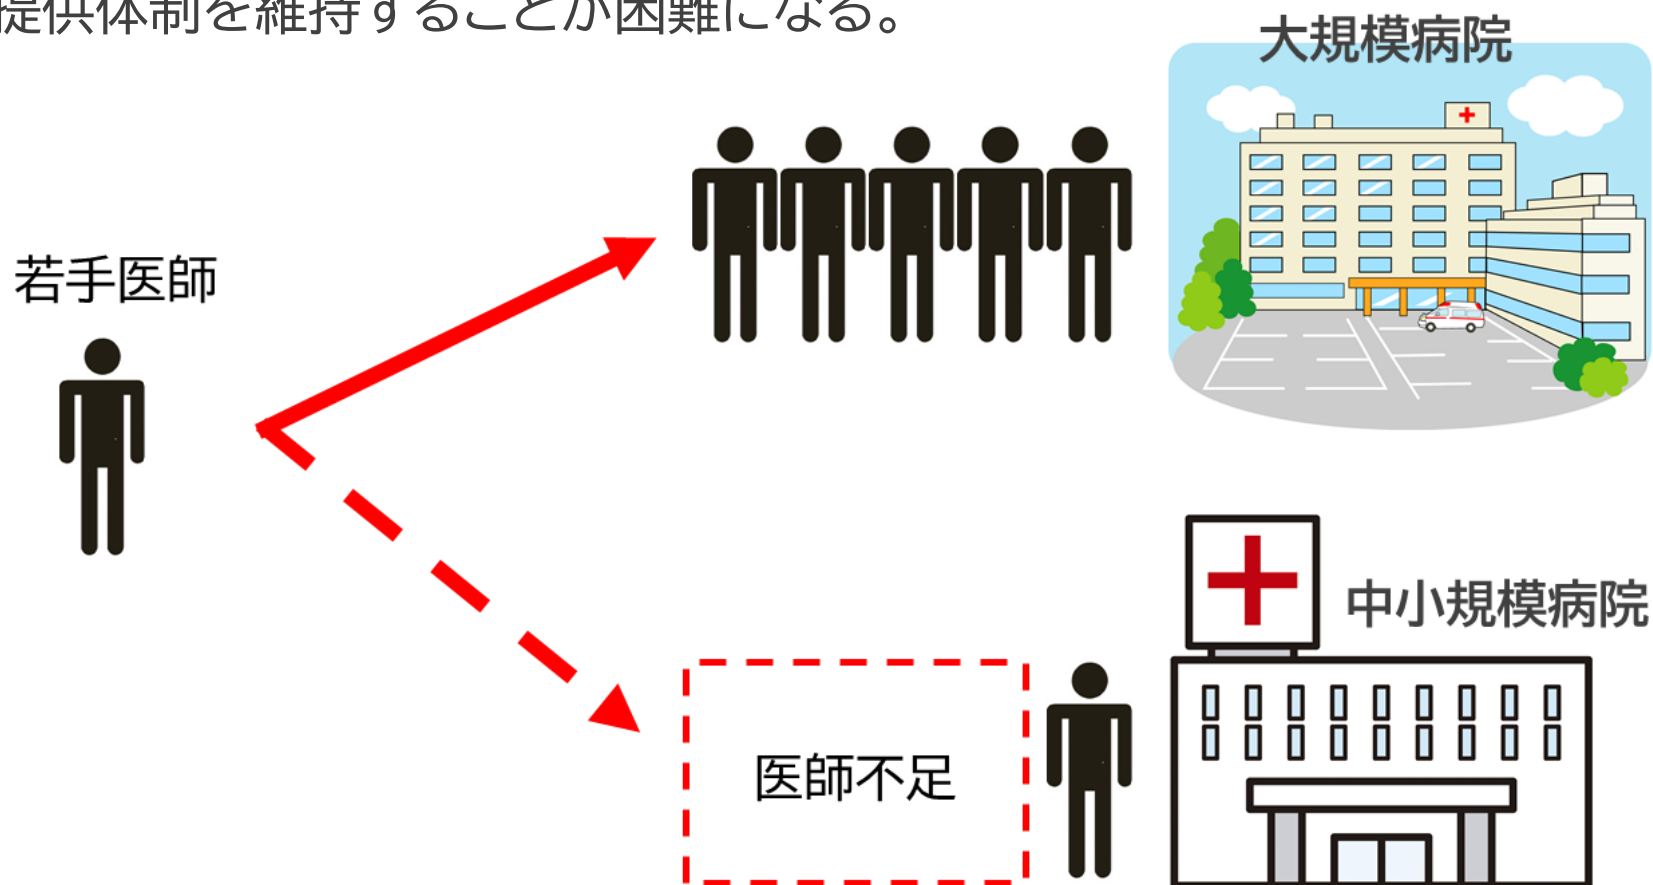 提供体制を維持することが困難になる。
大規模病院
若手医師
中小規模病院
医師不足